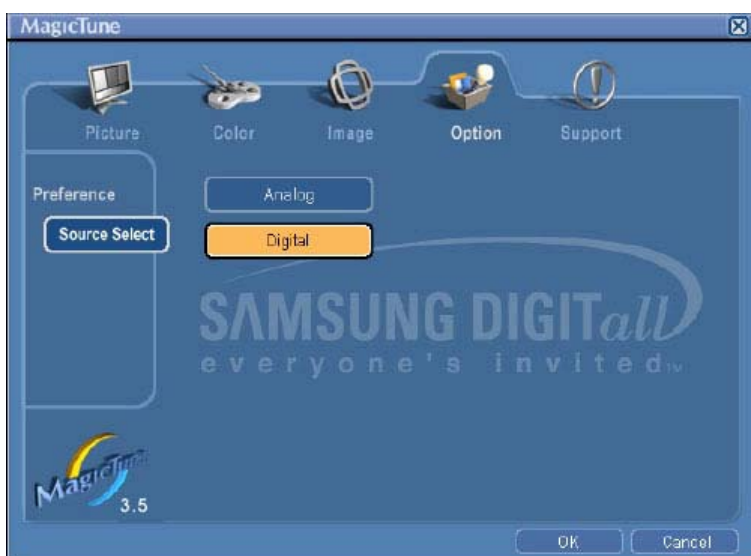 MagicTune
Picture Color Image Option Support
Preference
Source Select
Analog
Digital
SAMSUNG DIGITall
everyone's invited™
MagicTune
3.5
OK Cancel